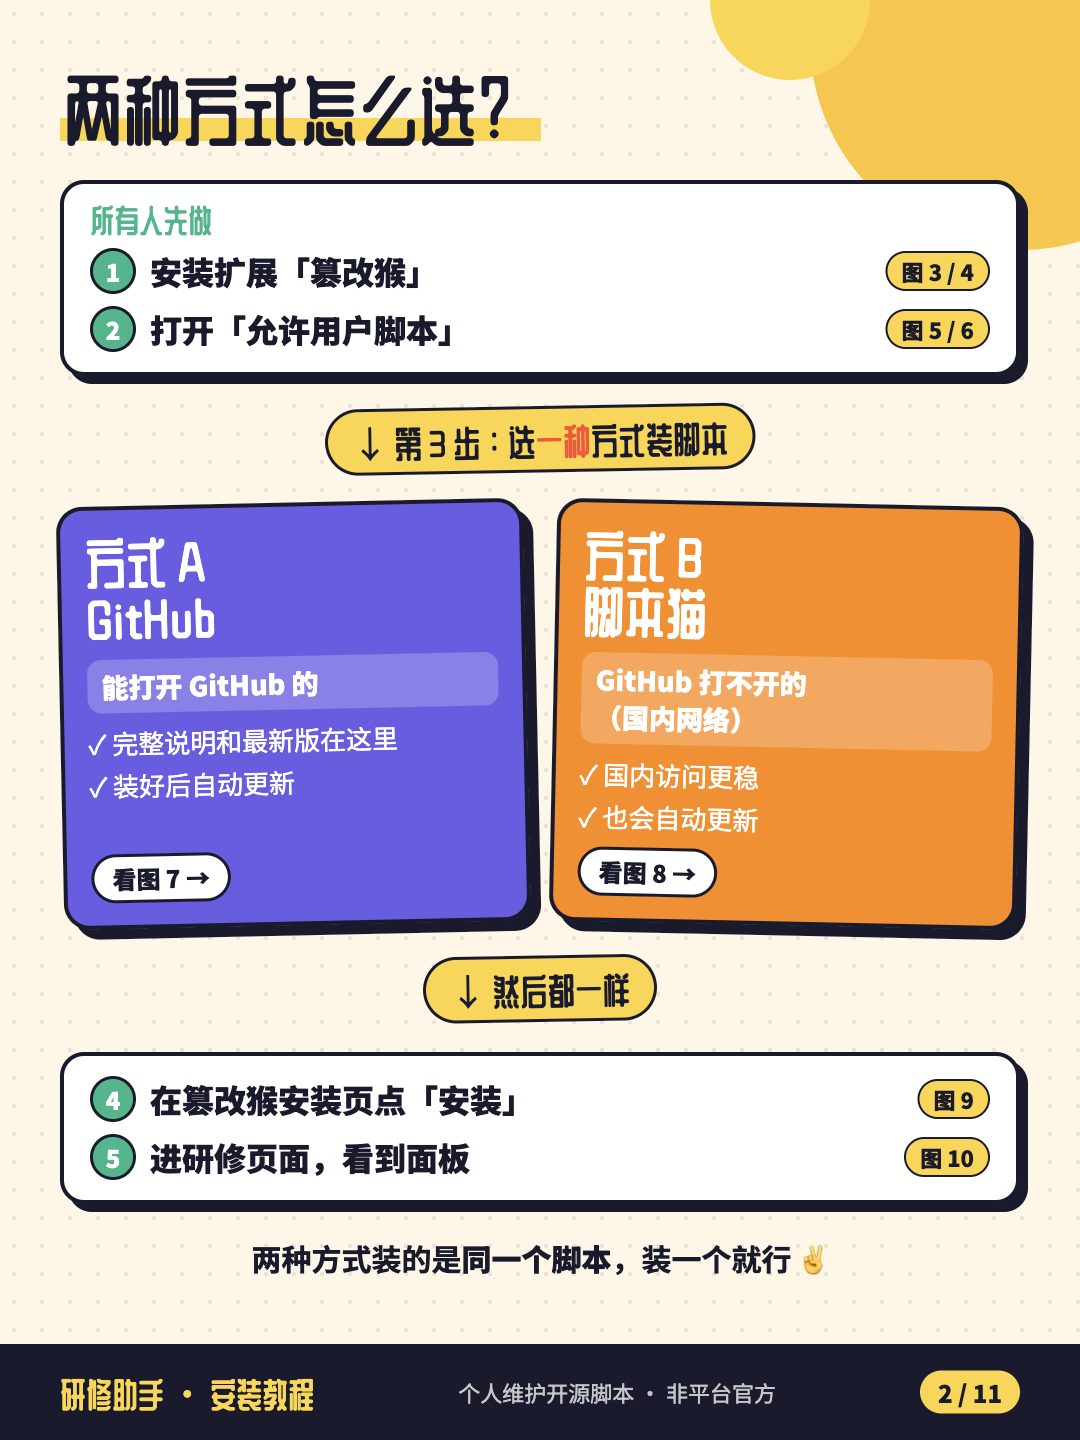 两种方式怎么选？
所有人先做
1 安装扩展「篡改猴」 图 3 / 4
2 打开「允许用户脚本」 图 5 / 6
↓ 第 3 步：选一种方式装脚本
方式 A
GitHub
能打开 GitHub 的
✓ 完整说明和最新版在这里
✓ 装好后自动更新
看图 7 →
方式 B
脚本猫
GitHub 打不开的
（国内网络）
✓ 国内访问更稳
✓ 也会自动更新
看图 8 →
↓ 然后都一样
4 在篡改猴安装页点「安装」 图 9
5 进研修页面，看到面板 图 10
两种方式装的是同一个脚本，装一个就行 ✌️
研修助手 · 安装教程 个人维护开源脚本 · 非平台官方 2 / 11